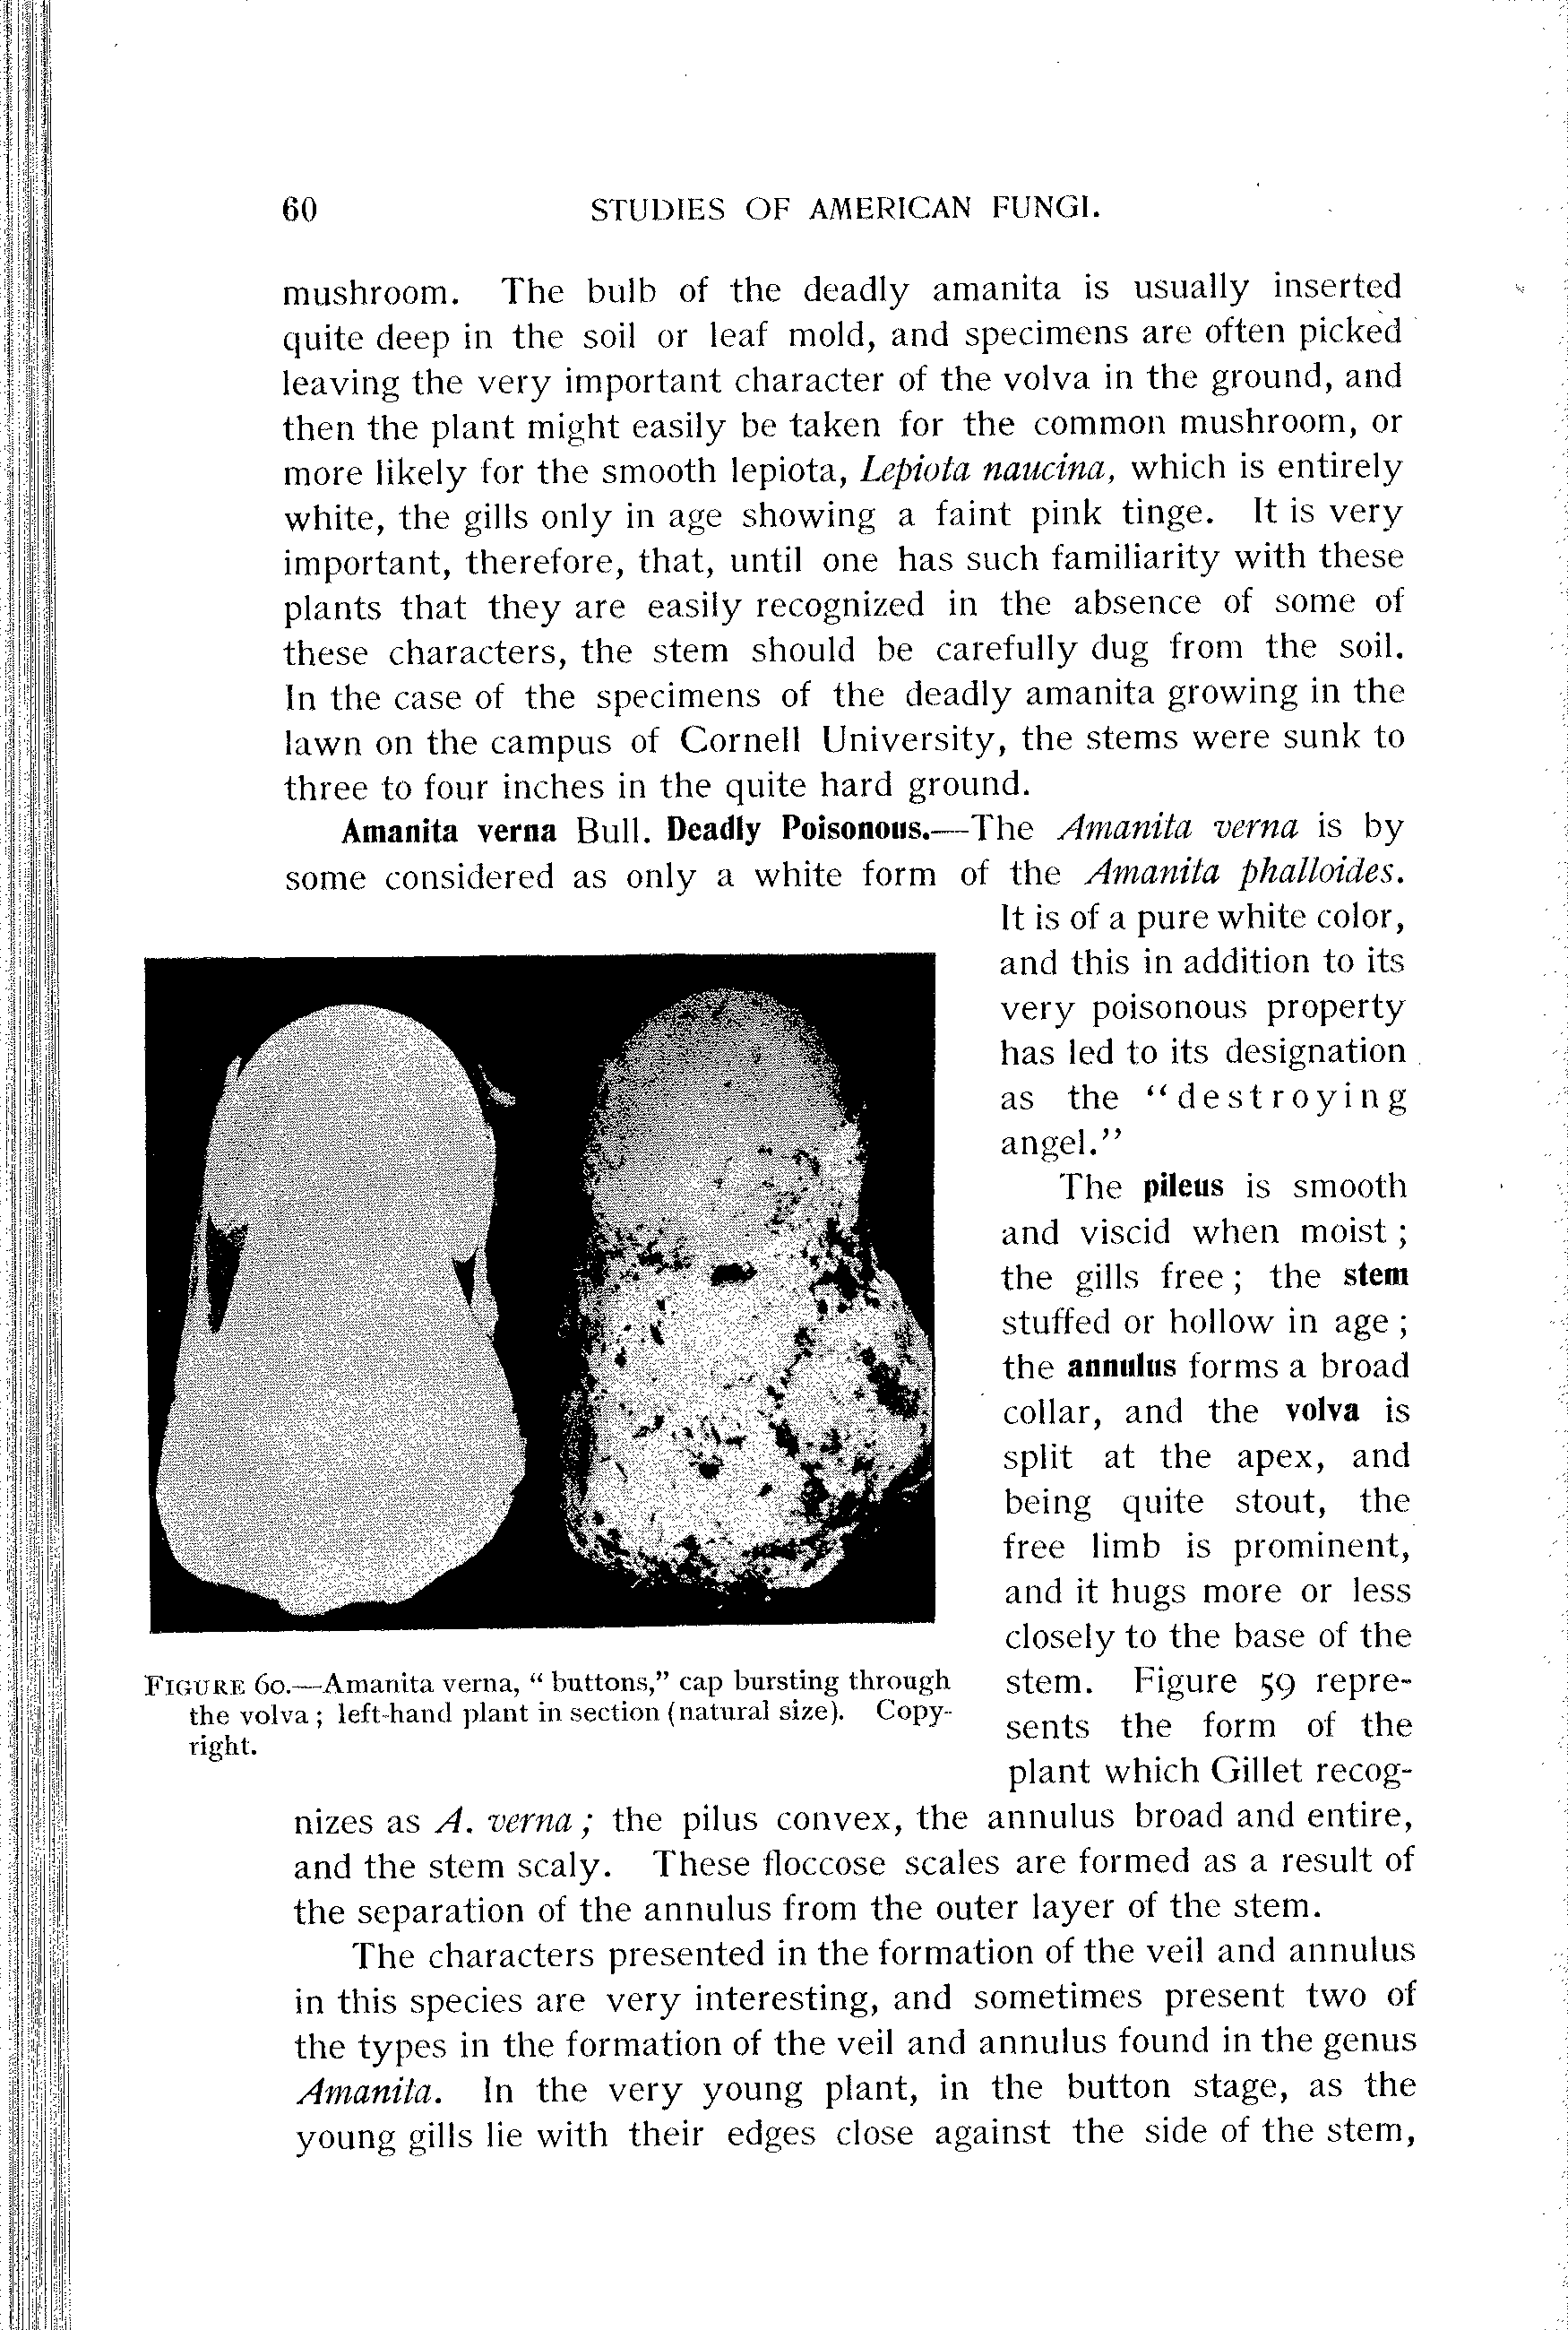 60 STUDIES OF AMERICAN FUNGI.
mushroom. The bulb of the deadly amanita is usually inserted
quite deep in the soil or leaf mold, and specimens are often picked
leaving the very important character of the volva in the ground, and
then the plant might easily be taken for the common mushroom, or
more likely for the smooth lepiota, Lepiota naucina, which is entirely
white, the gills only in age showing a faint pink tinge. It is very
important, therefore, that, until one has such familiarity with these
plants that they are easily recognized in the absence of some of
these characters, the stem should be carefully dug from the soil.
In the case of the specimens of the deadly amanita growing in the
lawn on the campus of Cornell University, the stems were sunk to
three to four inches in the quite hard ground.
Amanita verna Bull. Deadly Poisonous.—The Amanita verna is by
some considered as only a white form of the Amanita phalloides.
It is of a pure white color,
and this in addition to its
very poisonous property
has led to its designation
as the "destroying
angel."
The pileus is smooth
and viscid when moist;
the gills free; the stem
stuffed or hollow in age;
the annulus forms a broad
collar, and the volva is
split at the apex, and
being quite stout, the
free limb is prominent,
and it hugs more or less
closely to the base of the
stem. Figure 59 repre-
sents the form of the
plant which Gillet recog-
FIGURE 60.—Amanita verna, "buttons," cap bursting through
the volva; left-hand plant in section (natural size). Copy-
right.
nizes as A. verna; the pilus convex, the annulus broad and entire,
and the stem scaly. These floccose scales are formed as a result of
the separation of the annulus from the outer layer of the stem.
The characters presented in the formation of the veil and annulus
in this species are very interesting, and sometimes present two of
the types in the formation of the veil and annulus found in the genus
Amanita. In the very young plant, in the button stage, as the
young gills lie with their edges close against the side of the stem,